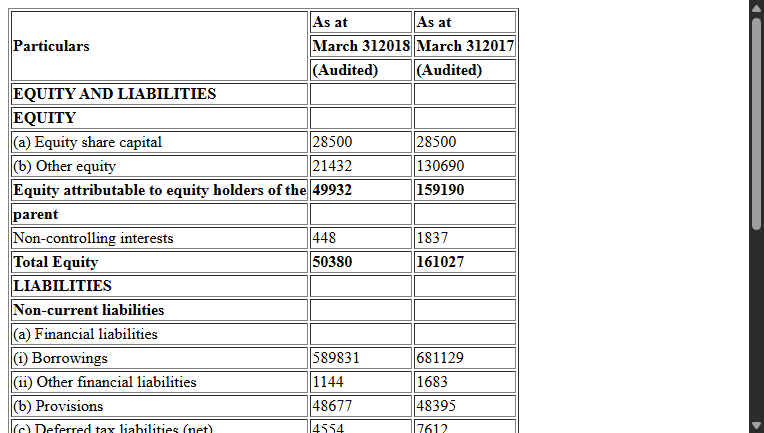 Particulars As at As at
March 312018 March 312017
(Audited) (Audited)
EQUITY AND LIABILITIES
EQUITY
(a) Equity share capital 28500 28500
(b) Other equity 21432 130690
Equity attributable to equity holders of the 49932 159190
parent
Non-controlling interests 448 1837
Total Equity 50380 161027
LIABILITIES
Non-current liabilities
(a) Financial liabilities
(i) Borrowings 589831 681129
(ii) Other financial liabilities 1144 1683
(b) Provisions 48677 48395
(c) Deferred tax liabilities (net) 4554 7612